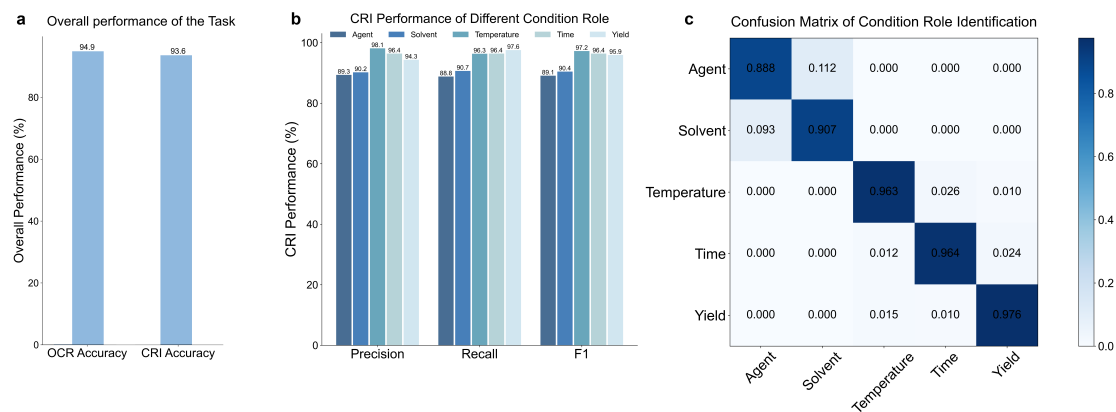 a
Overall performance of the Task
Overall Performance (%)
80
60
40
20
0
94.9
93.6
OCR Accuracy
CRI Accuracy
b
CRI Performance of Different Condition Role
Agent
Solvent
Temperature
Time
Yield
CRI Performance (%)
100
80
60
40
20
0
89.3
90.2
98.1
96.4
94.3
88.8
90.7
96.3
96.4
97.6
89.1
90.4
97.2
96.4
95.9
Precision
Recall
F1
c
Confusion Matrix of Condition Role Identification
Agent 0.888 0.112 0.000 0.000 0.000
Solvent 0.093 0.907 0.000 0.000 0.000
Temperature 0.000 0.000 0.963 0.026 0.010
Time 0.000 0.000 0.012 0.964 0.024
Yield 0.000 0.000 0.015 0.010 0.976
Agent
Solvent
Temperature
Time
Yield
0.8
0.6
0.4
0.2
0.0